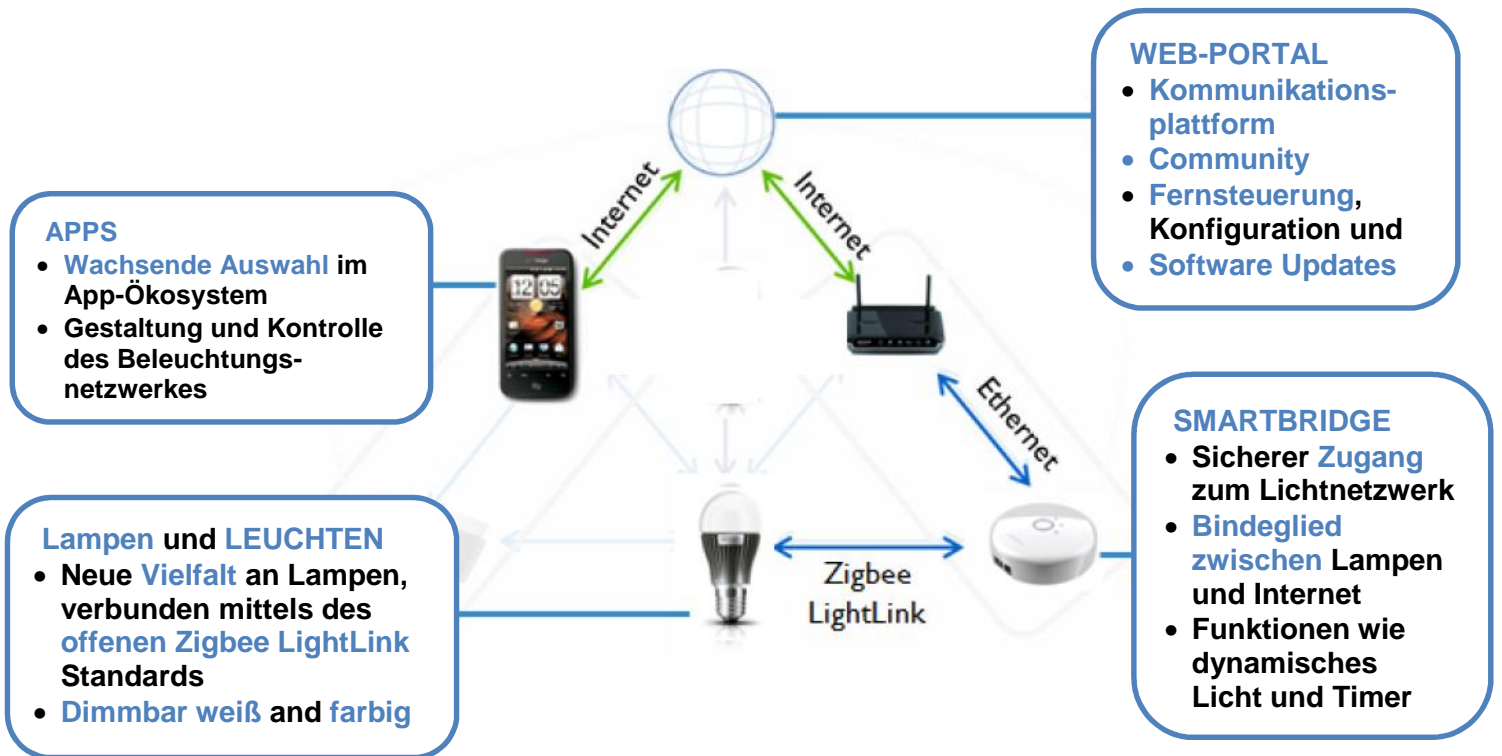 WEB-PORTAL
• Kommunikations-
plattform
• Community
• Fernsteuerung,
Konfiguration und
• Software Updates
Internet
Internet
APPS
• Wachsende Auswahl im
App-Ökosystem
• Gestaltung und Kontrolle
des Beleuchtungs-
netzwerkes
12 05
Ethernet
SMARTBRIDGE
• Sicherer Zugang
zum Lichtnetzwerk
• Bindeglied
zwischen Lampen
und Internet
• Funktionen wie
dynamisches
Licht und Timer
Lampen und LEUCHTEN
• Neue Vielfalt an Lampen,
verbunden mittels des
offenen Zigbee LightLink
Standards
• Dimmbar weiß and farbig
Zigbee
LightLink